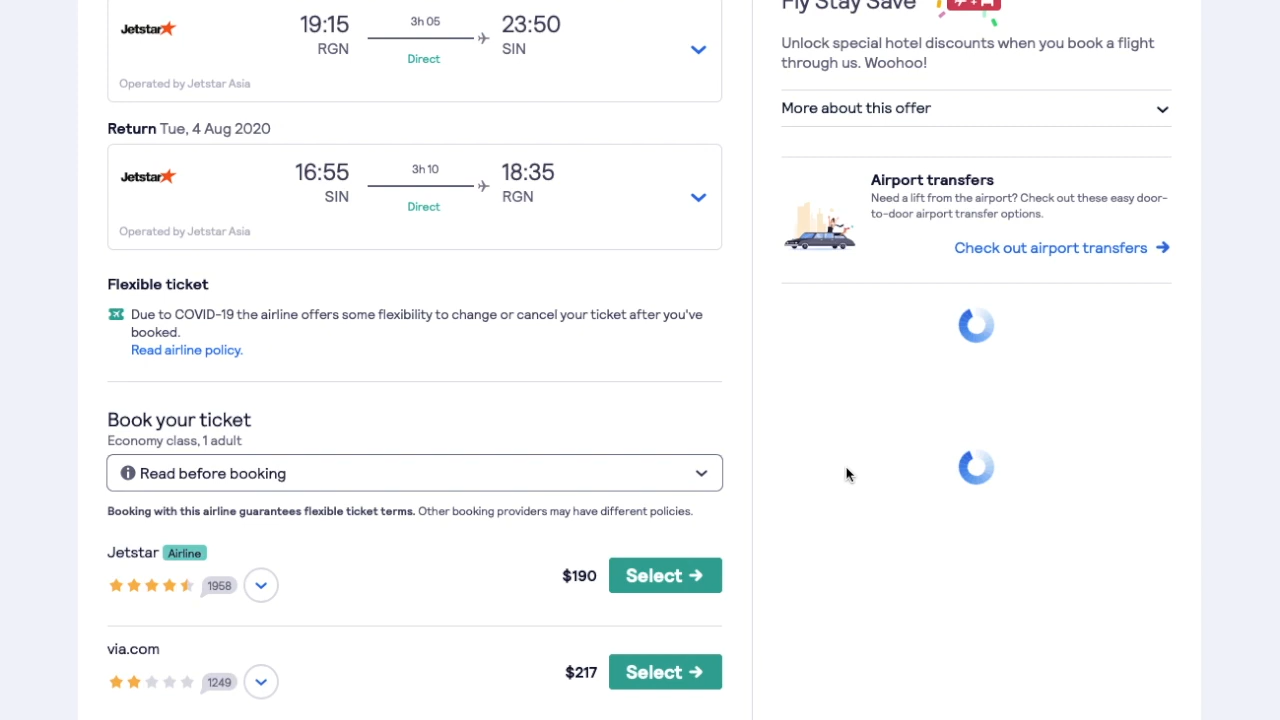 Jetstar
19:15
3h 05
23:50
RGN
SIN
Direct
Operated by Jetstar Asia
Return Tue, 4 Aug 2020
Jetstar
16:55
3h 10
18:35
SIN
RGN
Direct
Operated by Jetstar Asia
Flexible ticket
Due to COVID-19 the airline offers some flexibility to change or cancel your ticket after you've
booked.
Read airline policy.
Book your ticket
Economy class, 1 adult
Read before booking
Booking with this airline guarantees flexible ticket terms. Other booking providers may have different policies.
Jetstar Airline
1958
$190
Select →
via.com
1249
$217
Select →
Fly Stay Save
Unlock special hotel discounts when you book a flight
through us. Woohoo!
More about this offer
Airport transfers
Need a lift from the airport? Check out these easy door-
to-door airport transfer options.
Check out airport transfers →